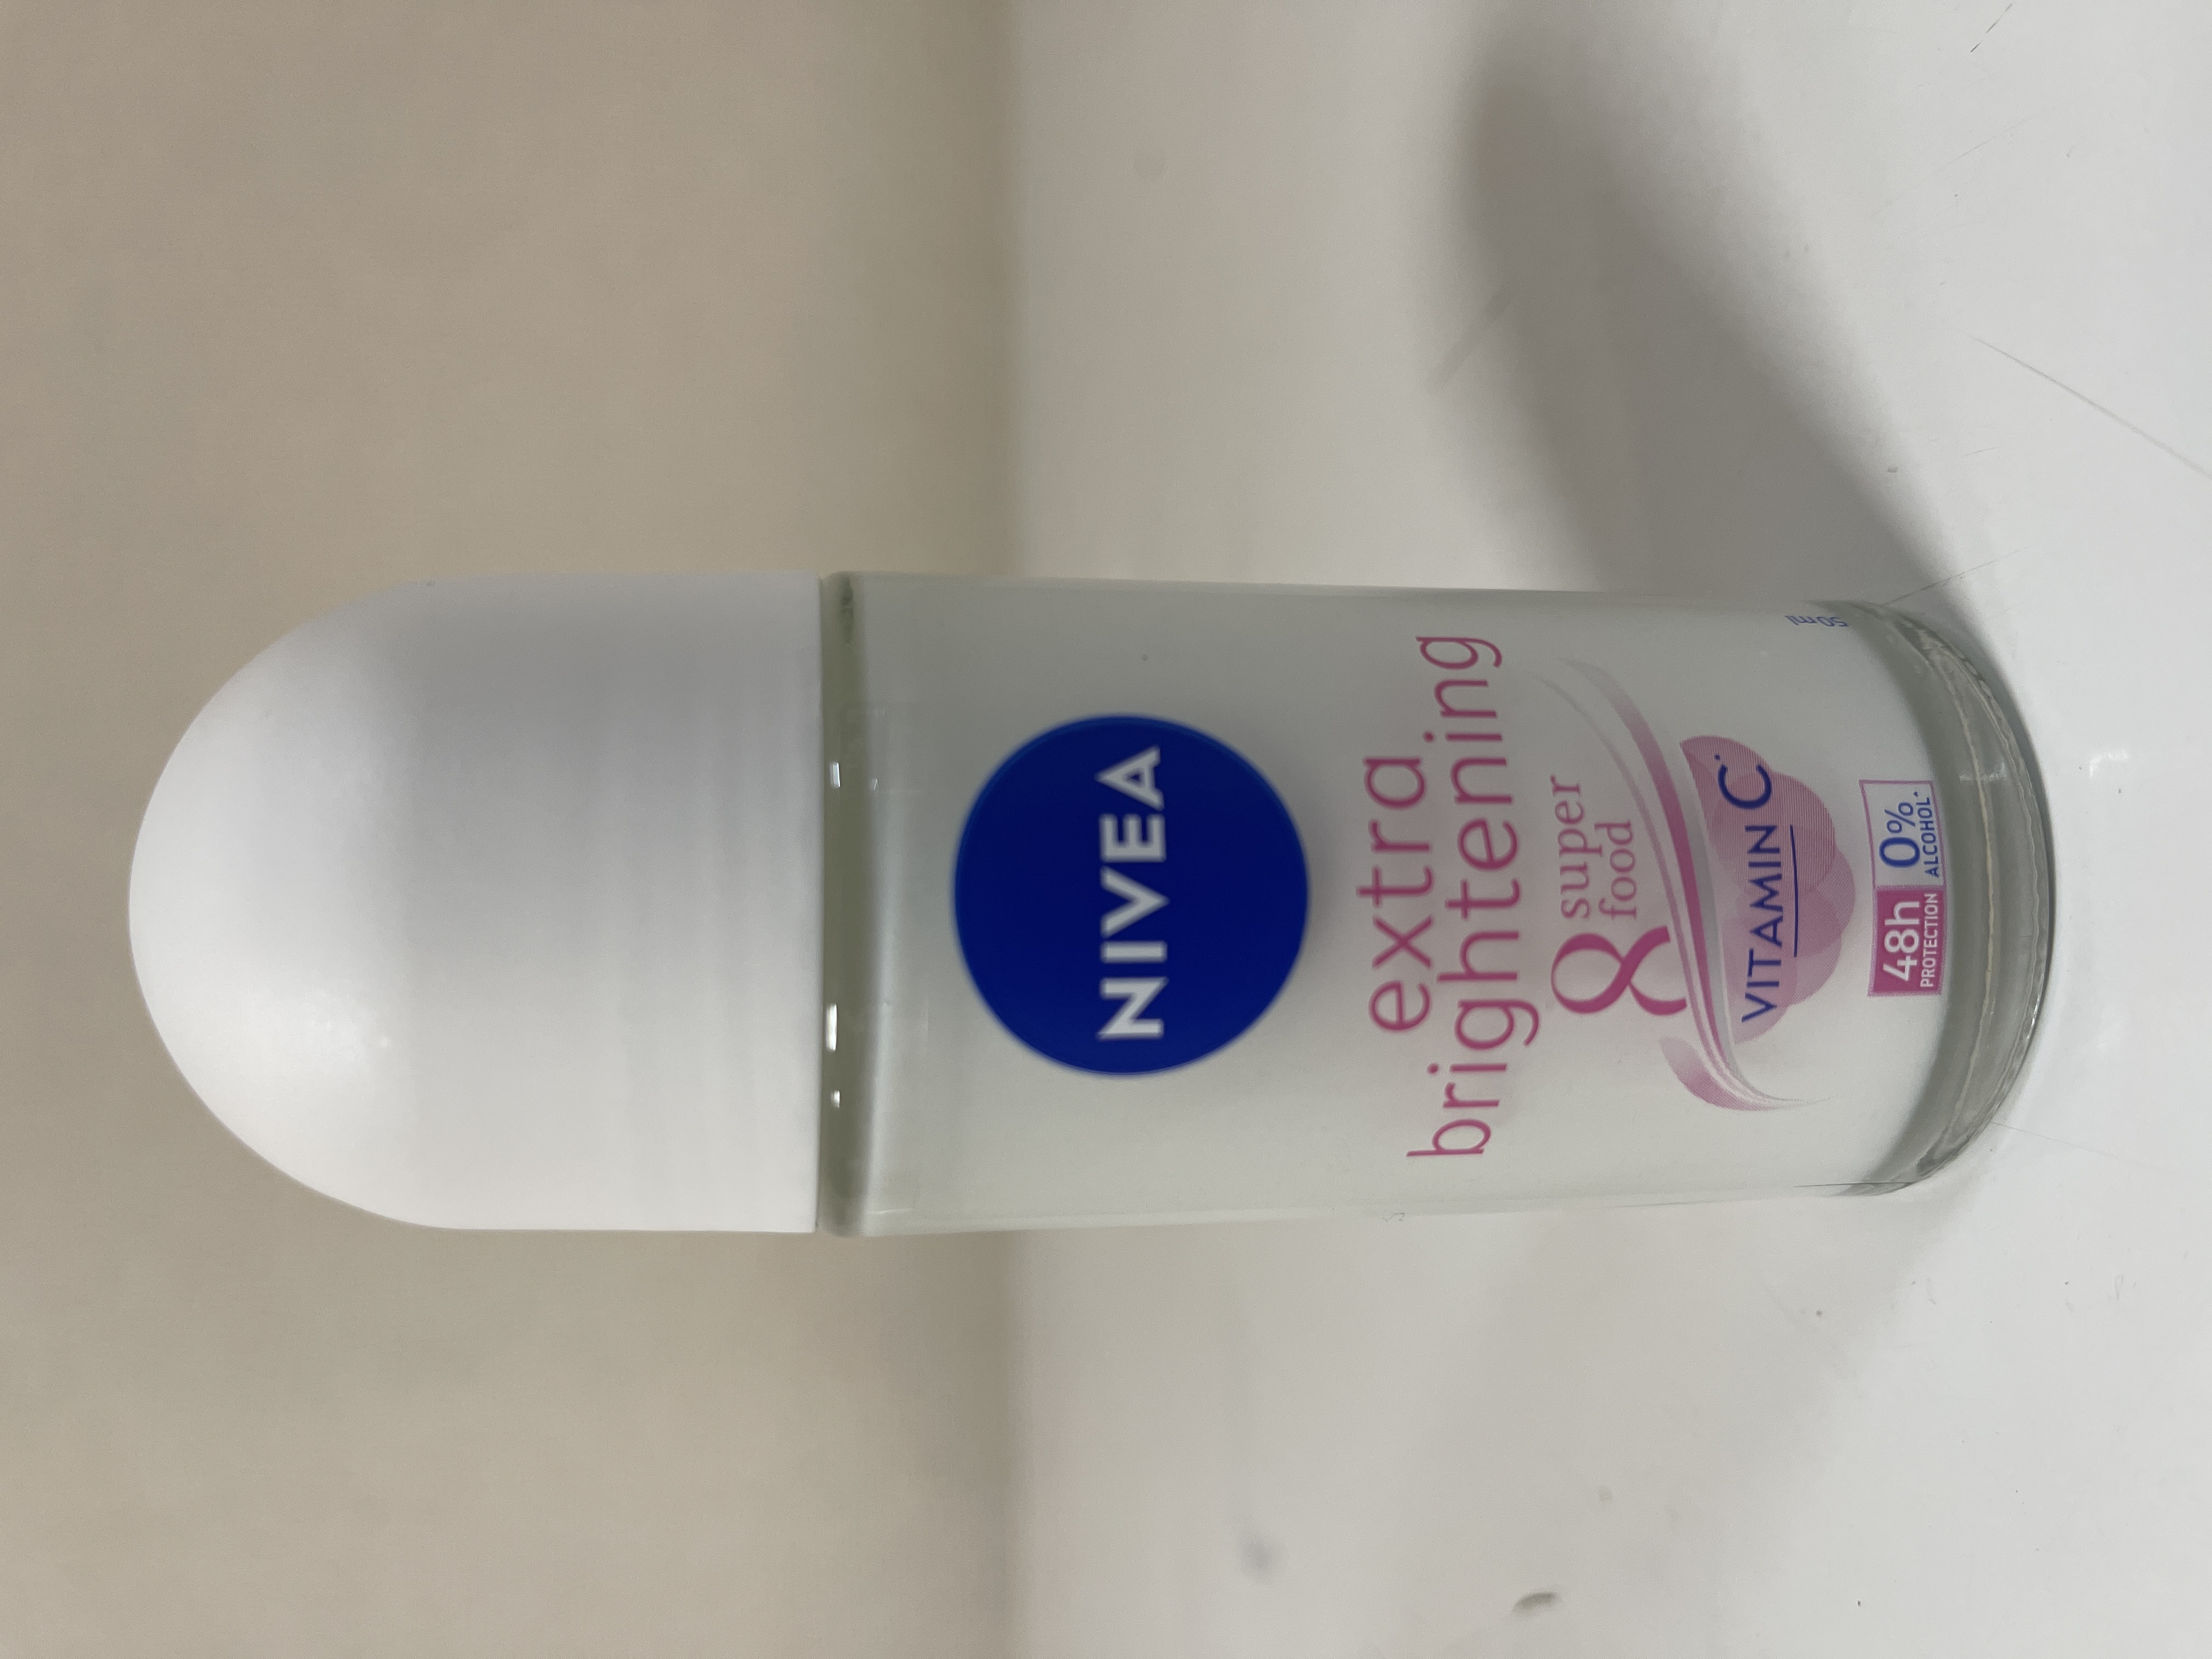 NIVEA
extra
brightening
8 super
food
VITAMIN C
48h
PROTECTION
0%
ALCOHOL^
50 ml